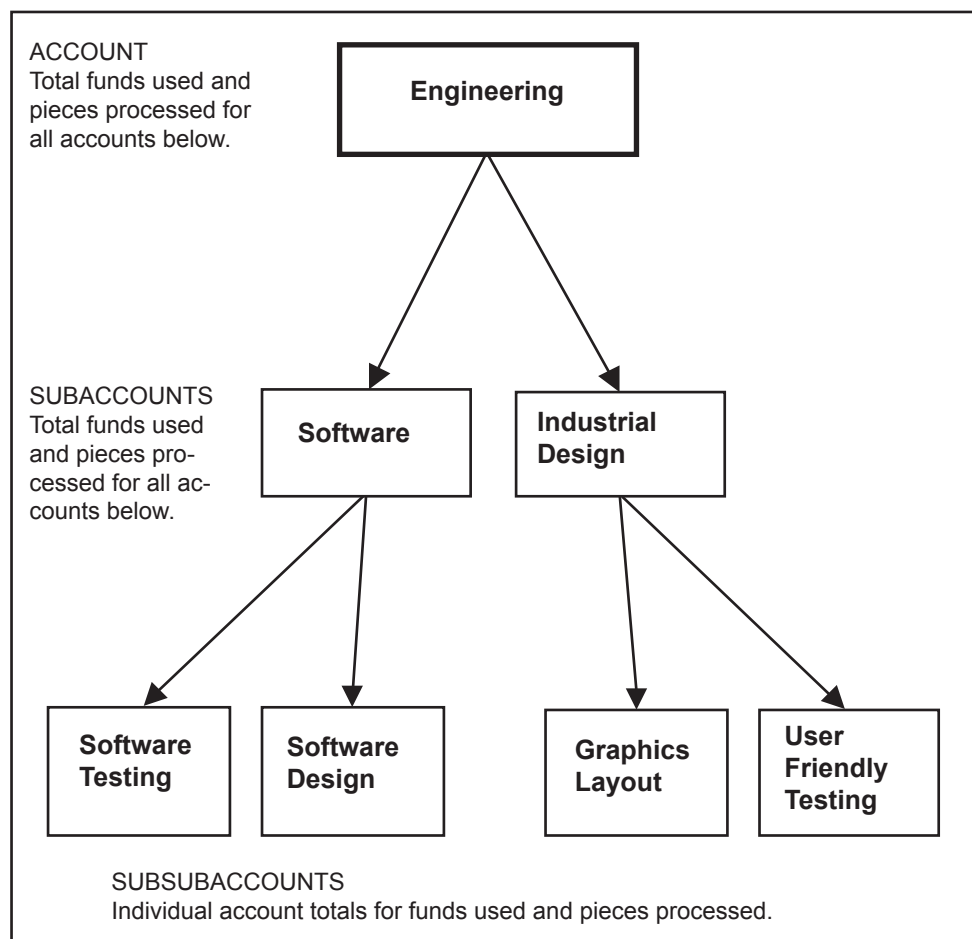 ACCOUNT
Total funds used and
pieces processed for
all accounts below.
Engineering
SUBACCOUNTS
Total funds used
and pieces pro-
cessed for all ac-
counts below.
Software
Industrial
Design
Software
Testing
Software
Design
Graphics
Layout
User
Friendly
Testing
SUBSUBACCOUNTS
Individual account totals for funds used and pieces processed.